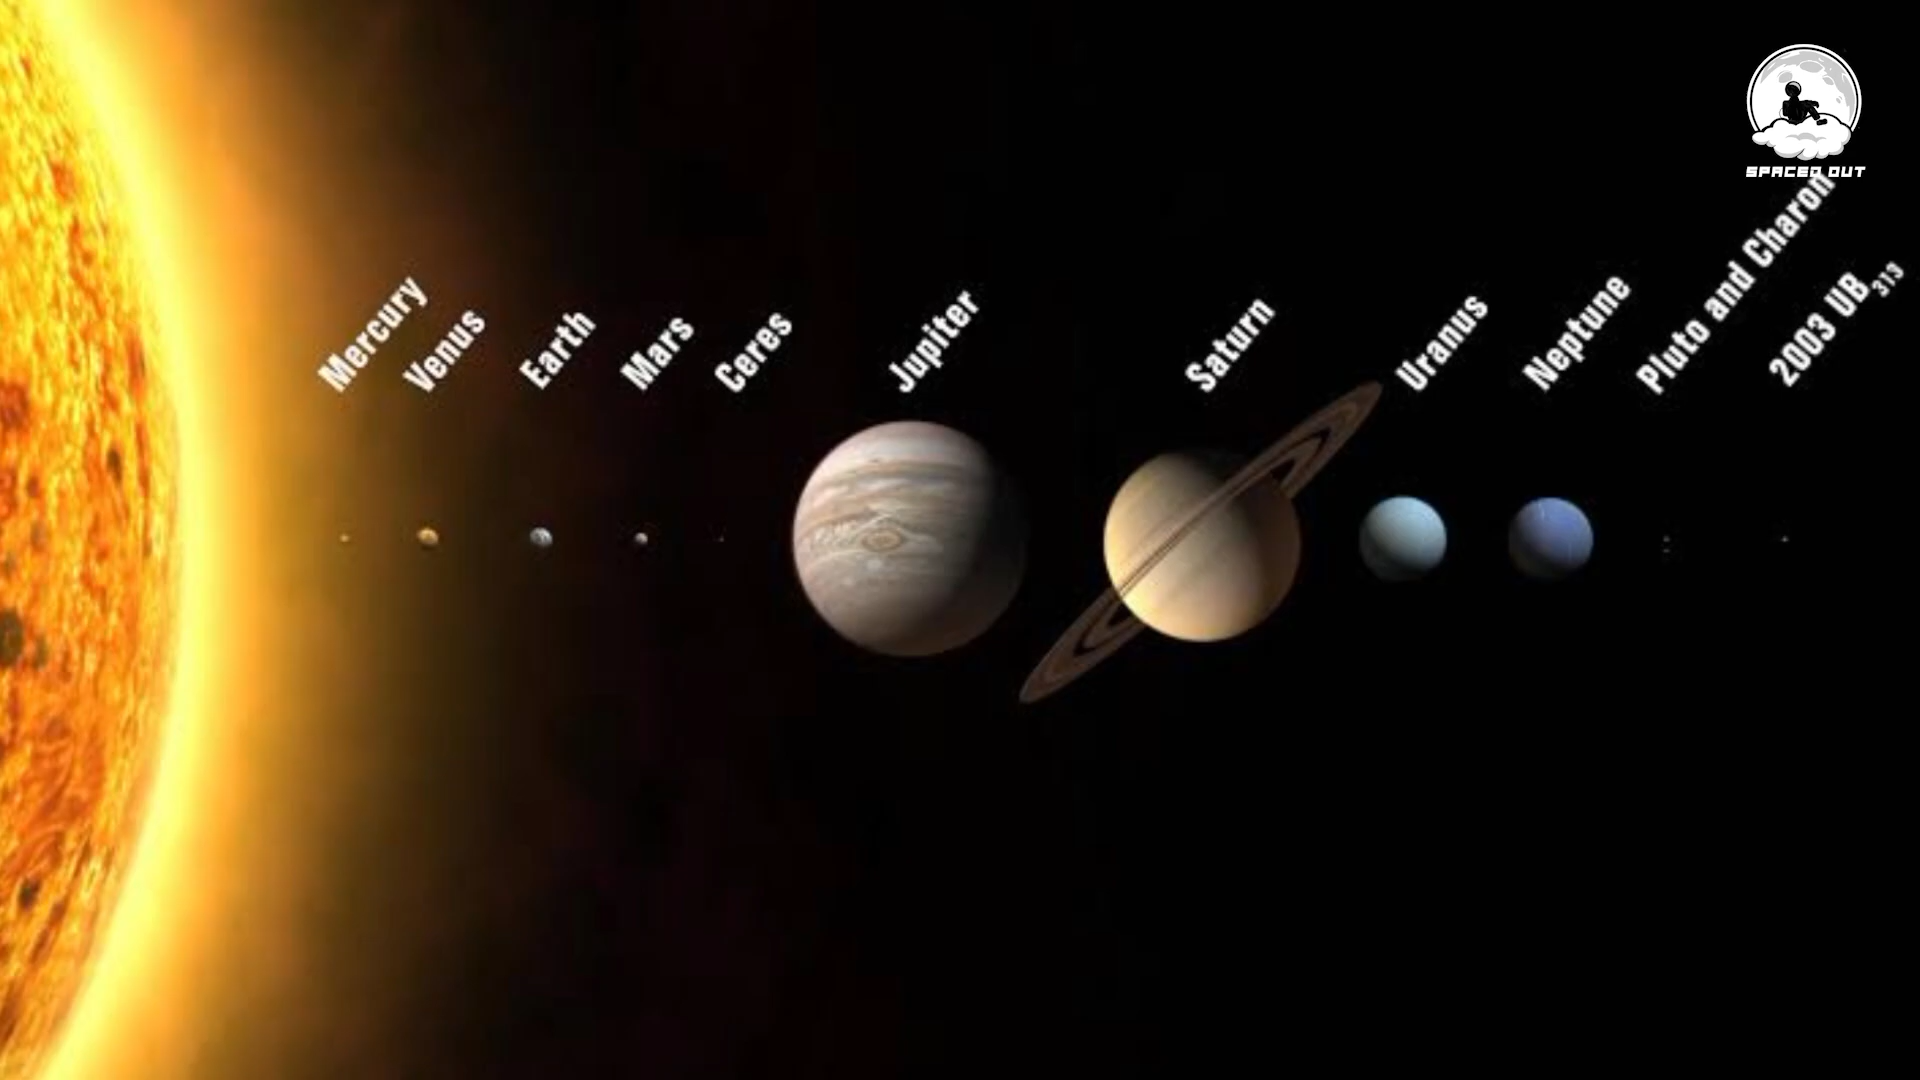 SPACED OUT
Mercury
Venus
Earth
Mars
Ceres
Jupiter
Saturn
Uranus
Neptune
Pluto and Charon
2003 UB313